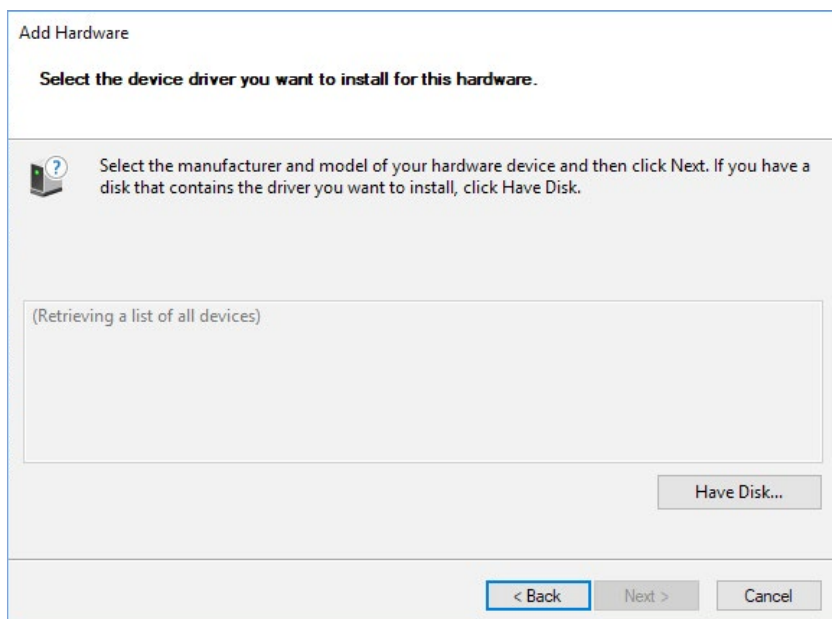 Add Hardware
Select the device driver you want to install for this hardware.
?
Select the manufacturer and model of your hardware device and then click Next. If you have a
disk that contains the driver you want to install, click Have Disk.
(Retrieving a list of all devices)
Have Disk...
< Back
Next >
Cancel